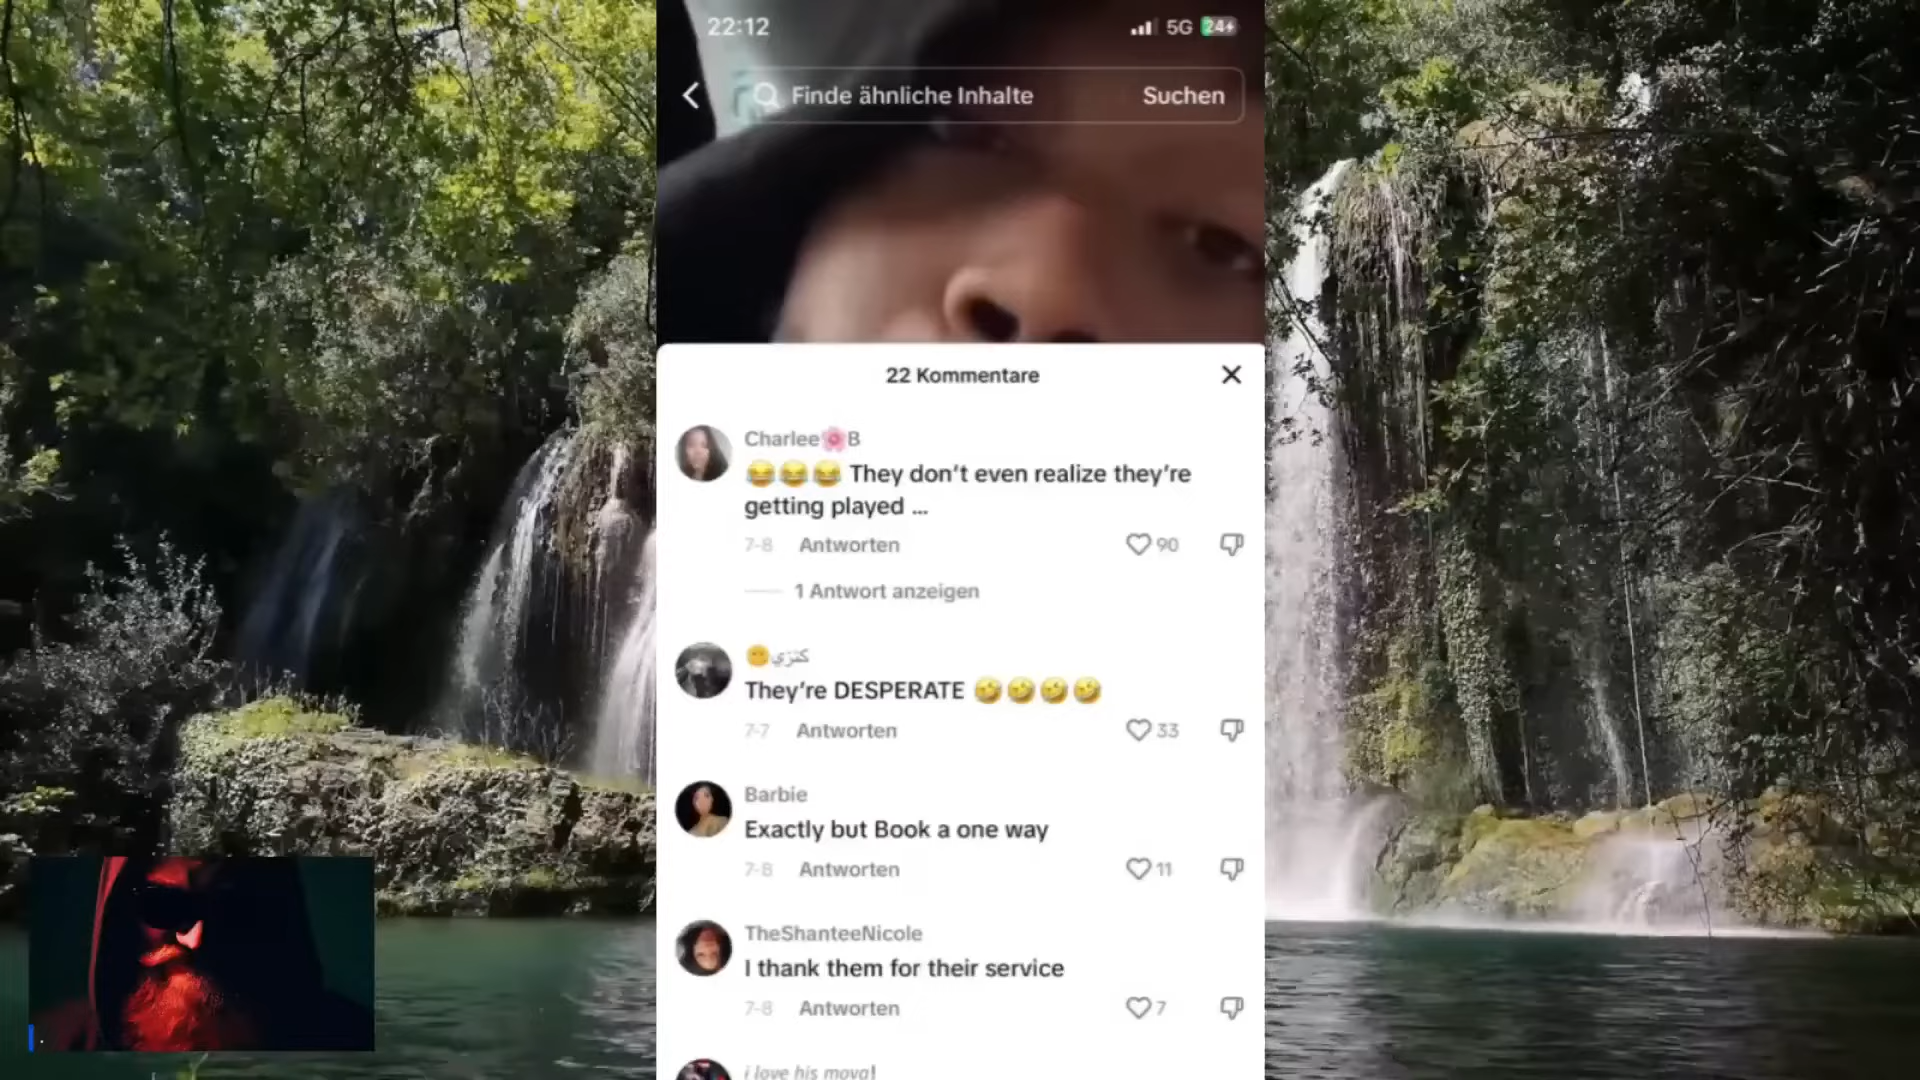 22:12
5G 24
Finde ähnliche Inhalte
Suchen
22 Kommentare
Charlee🌸B
😂😂😂 They don't even realize they're
getting played ...
7-8 Antworten
90
1 Antwort anzeigen
كنزي
They're DESPERATE 🤣🤣🤣🤣
7-7 Antworten
33
Barbie
Exactly but Book a one way
7-8 Antworten
11
TheShanteeNicole
I thank them for their service
7-8 Antworten
7
i love his mova!